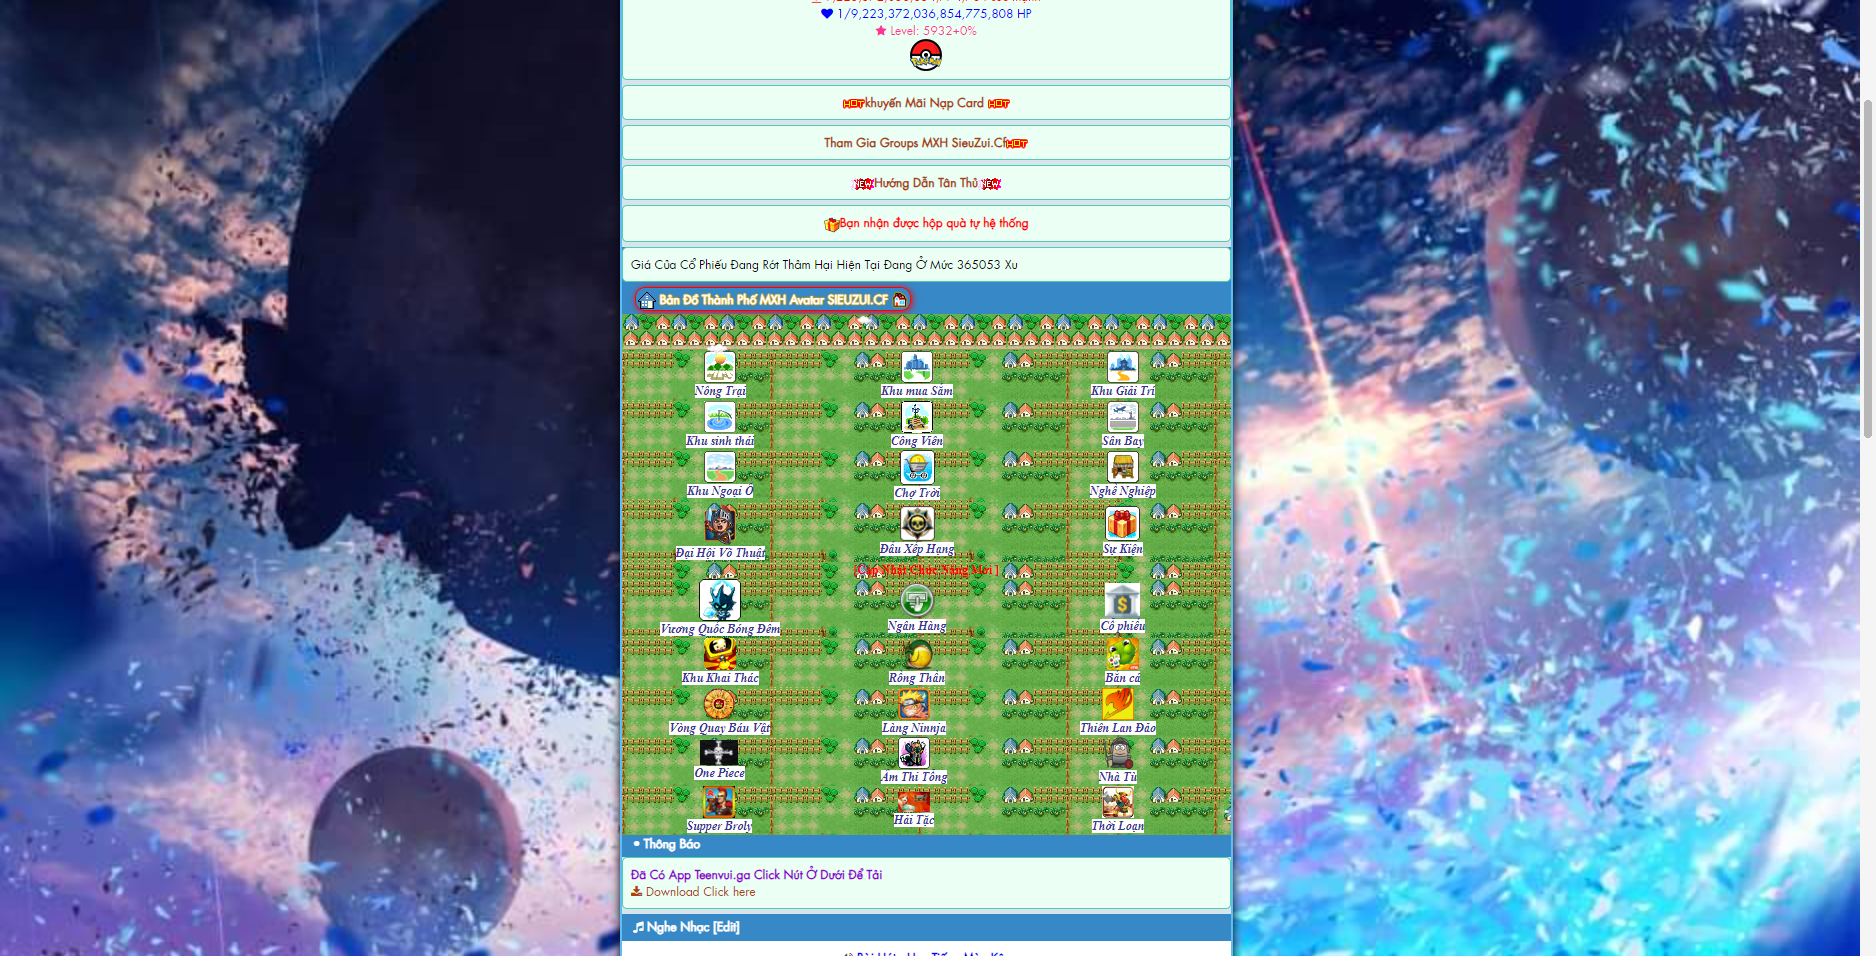 1/9,223,372,036,854,775,808 HP
Level: 5932+0%
HOT khuyến Mãi Nạp Card HOT
Tham Gia Groups MXH SieuZui.Cf HOT
NEW Hướng Dẫn Tân Thủ NEW
Bạn nhận được hộp quà tự hệ thống
Giá Của Cổ Phiếu Đang Rớt Thảm Hại Hiện Tại Đang Ở Mức 365053 Xu
Bản Đồ Thành Phố MXH Avatar SIEUZUI.CF
Nông Trại Khu mua Sắm Khu Giải Trí
Khu sinh thái Công Viên Sân Bay
Khu Ngoại Ô Chợ Trời Nghề Nghiệp
Đại Hội Võ Thuật Đấu Xếp Hạng Sự Kiện
Cập Nhật Chức Năng Mới ]
Vương Quốc Bóng Đêm Ngân Hàng Cổ phiếu
Khu Khai Thác Rồng Thần Bắn cá
Vòng Quay Báu Vật Làng Ninnja Thiên Lan Đảo
One Piece Am Thi Tông Nhà Tù
Supper Broly Hải Tặc Thời Loạn
• Thông Báo
Đã Có App Teenvui.ga Click Nút Ở Dưới Để Tải
Download Click here
Nghe Nhạc [Edit]